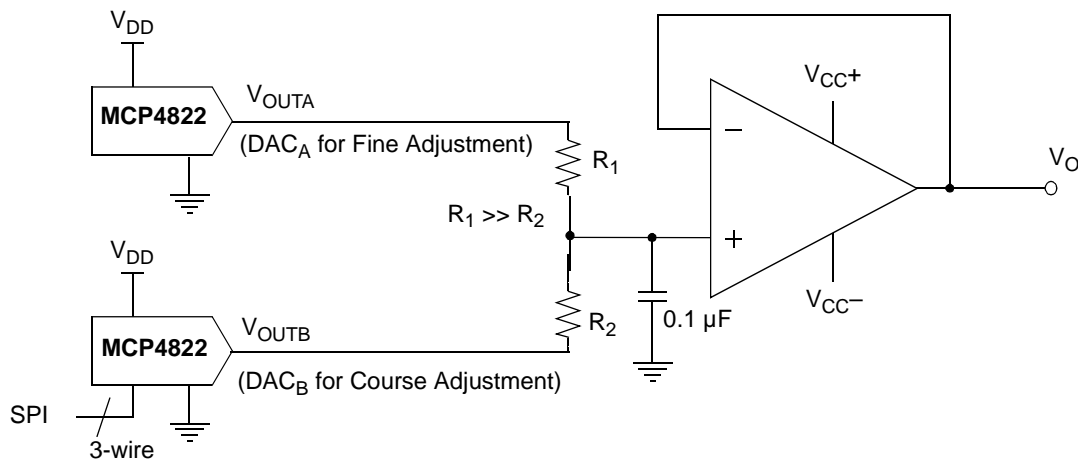 VDD
MCP4822
VOUTA
(DACA for Fine Adjustment)
R1
R1 >> R2
VCC+
–
+
VCC–
VO
VDD
MCP4822
VOUTB
(DACB for Course Adjustment)
R2
0.1 µF
SPI
3-wire